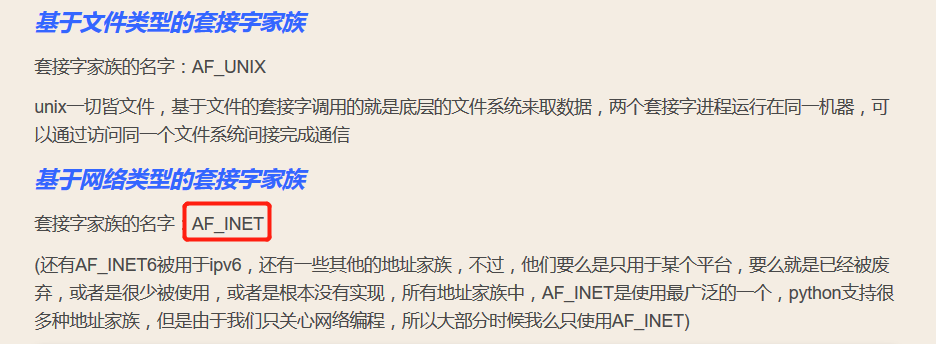 基于文件类型的套接字家族
套接字家族的名字：AF_UNIX
unix一切皆文件，基于文件的套接字调用的就是底层的文件系统来取数据，两个套接字进程运行在同一机器，可
以通过访问同一个文件系统间接完成通信
基于网络类型的套接字家族
套接字家族的名字：AF_INET
(还有AF_INET6被用于ipv6，还有一些其他的地址家族，不过，他们要么是只用于某个平台，要么就是已经被废
弃，或者是很少被使用，或者是根本没有实现，所有地址家族中，AF_INET是使用最广泛的一个，python支持很
多种地址家族，但是由于我们只关心网络编程，所以大部分时候我么只使用AF_INET)